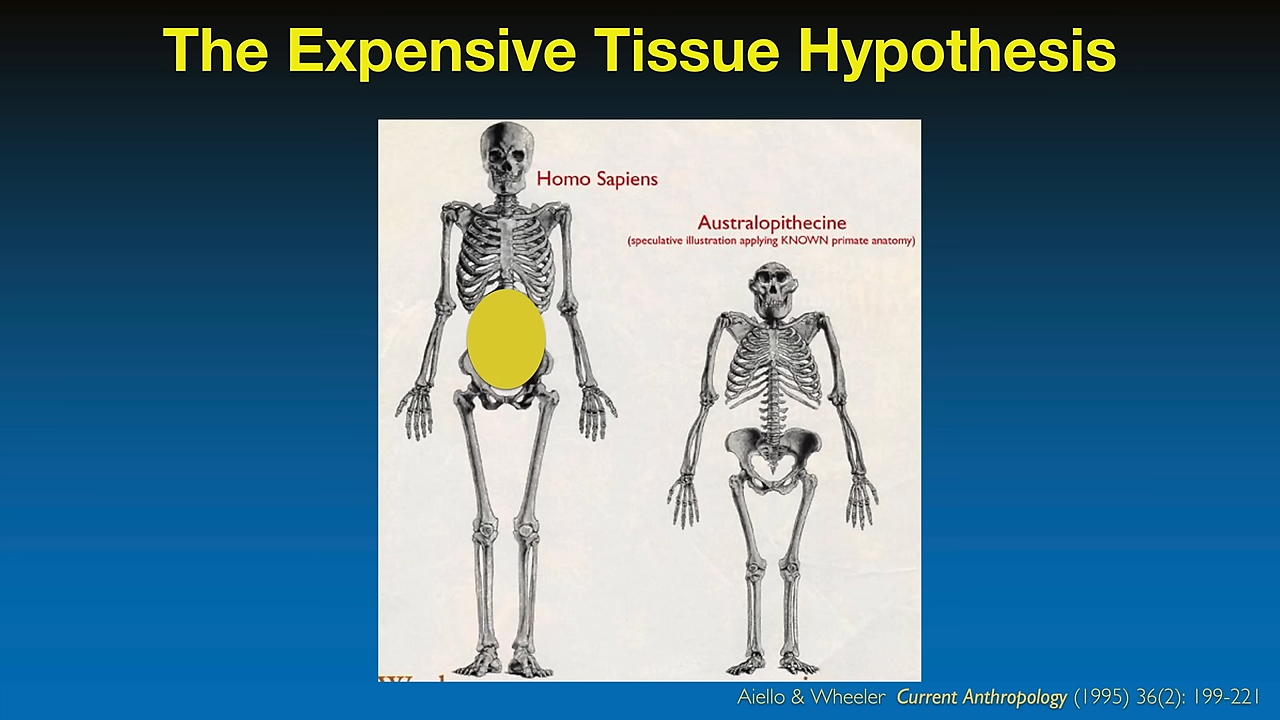 The Expensive Tissue Hypothesis
Homo Sapiens
Australopithecine
(speculative illustration applying KNOWN primate anatomy)
Aiello & Wheeler Current Anthropology (1995) 36(2): 199-221